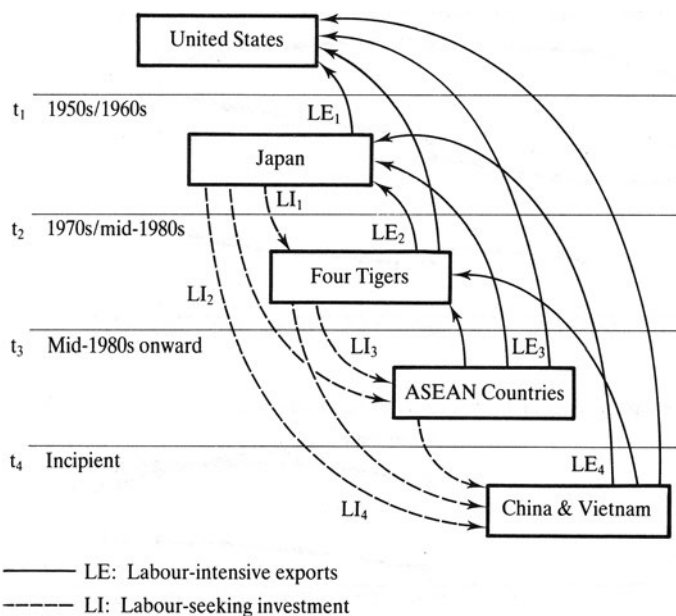 United States
t₁ 1950s/1960s
LE₁
Japan
LI₁
t₂ 1970s/mid-1980s
LE₂
Four Tigers
LI₂
t₃ Mid-1980s onward
LI₃
LE₃
ASEAN Countries
t₄ Incipient
LE₄
China & Vietnam
LI₄
LE: Labour-intensive exports
LI: Labour-seeking investment